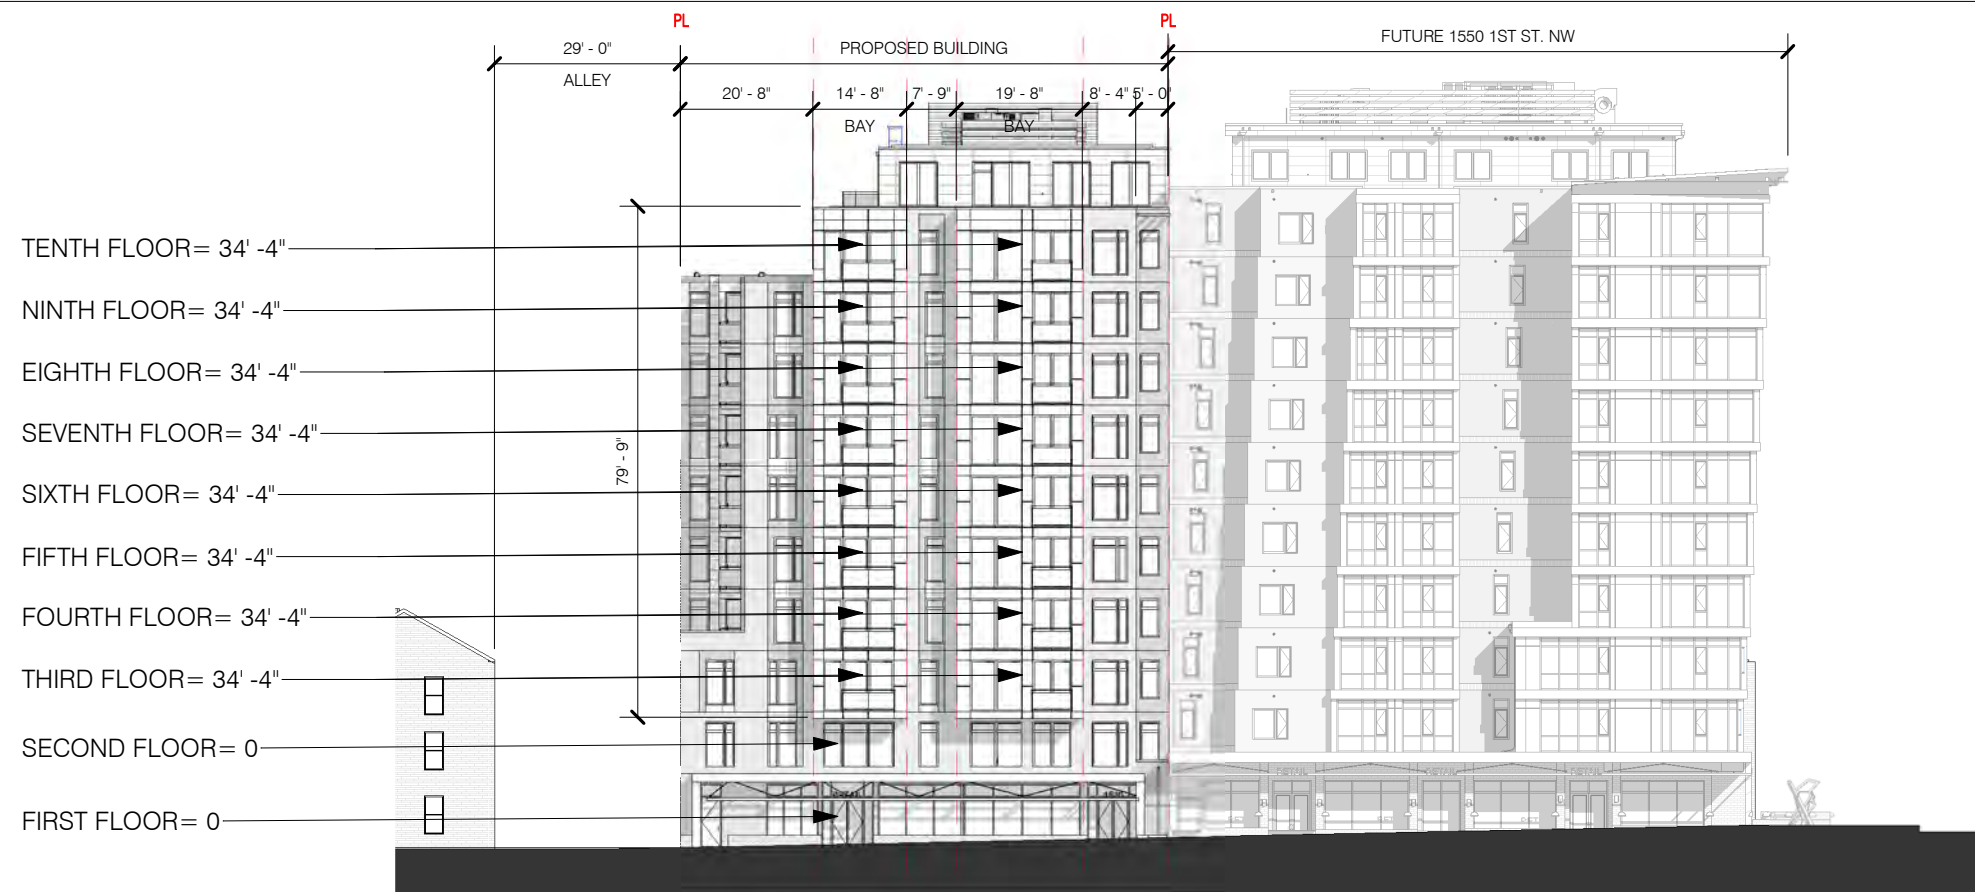 PL
PL
29' - 0"
PROPOSED BUILDING
FUTURE 1550 1ST ST. NW
ALLEY
20' - 8"
14' - 8"
7' - 9"
19' - 8"
8' - 4"
5' - 0"
BAY
BAY
TENTH FLOOR= 34' -4"
NINTH FLOOR= 34' -4"
EIGHTH FLOOR= 34' -4"
SEVENTH FLOOR= 34' -4"
79' - 9"
SIXTH FLOOR= 34' -4"
FIFTH FLOOR= 34' -4"
FOURTH FLOOR= 34' -4"
THIRD FLOOR= 34' -4"
SECOND FLOOR= 0
RETAIL
RETAIL
RETAIL
FIRST FLOOR= 0